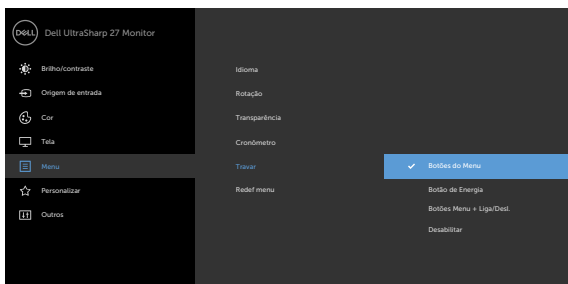 DELL
Dell UltraSharp 27 Monitor
Brilho/contraste
Origem de entrada
Cor
Tela
Menu
Personalizar
Outros
Idioma
Rotação
Transparência
Cronômetro
Travar
Redef menu
Botões do Menu
Botão de Energia
Botões Menu + Liga/Desl.
Desabilitar